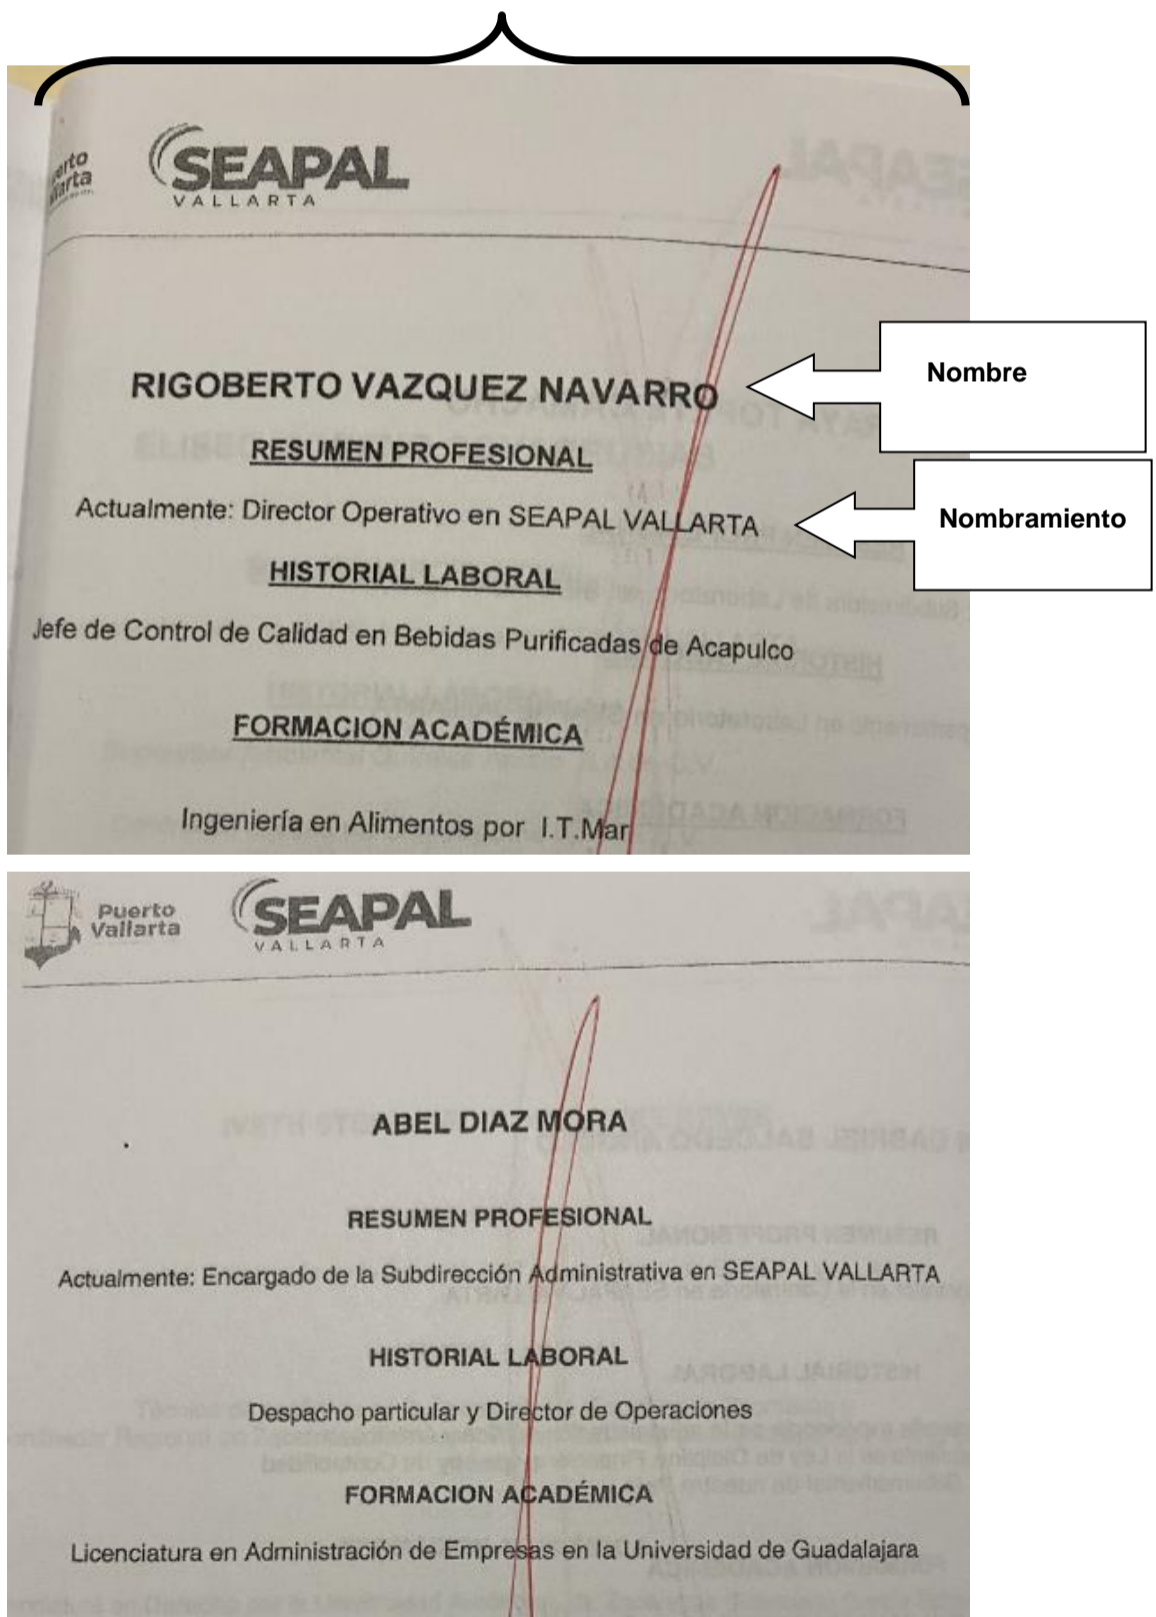 Puerto
Vallarta
SEAPAL
VALLARTA
RIGOBERTO VAZQUEZ NAVARRO
Nombre
RESUMEN PROFESIONAL
Actualmente: Director Operativo en SEAPAL VALLARTA
Nombramiento
HISTORIAL LABORAL
Jefe de Control de Calidad en Bebidas Purificadas de Acapulco
FORMACION ACADÉMICA
Ingeniería en Alimentos por I.T.Mar
Puerto
Vallarta
SEAPAL
VALLARTA
ABEL DIAZ MORA
RESUMEN PROFESIONAL
Actualmente: Encargado de la Subdirección Administrativa en SEAPAL VALLARTA
HISTORIAL LABORAL
Despacho particular y Director de Operaciones
FORMACION ACADÉMICA
Licenciatura en Administración de Empresas en la Universidad de Guadalajara